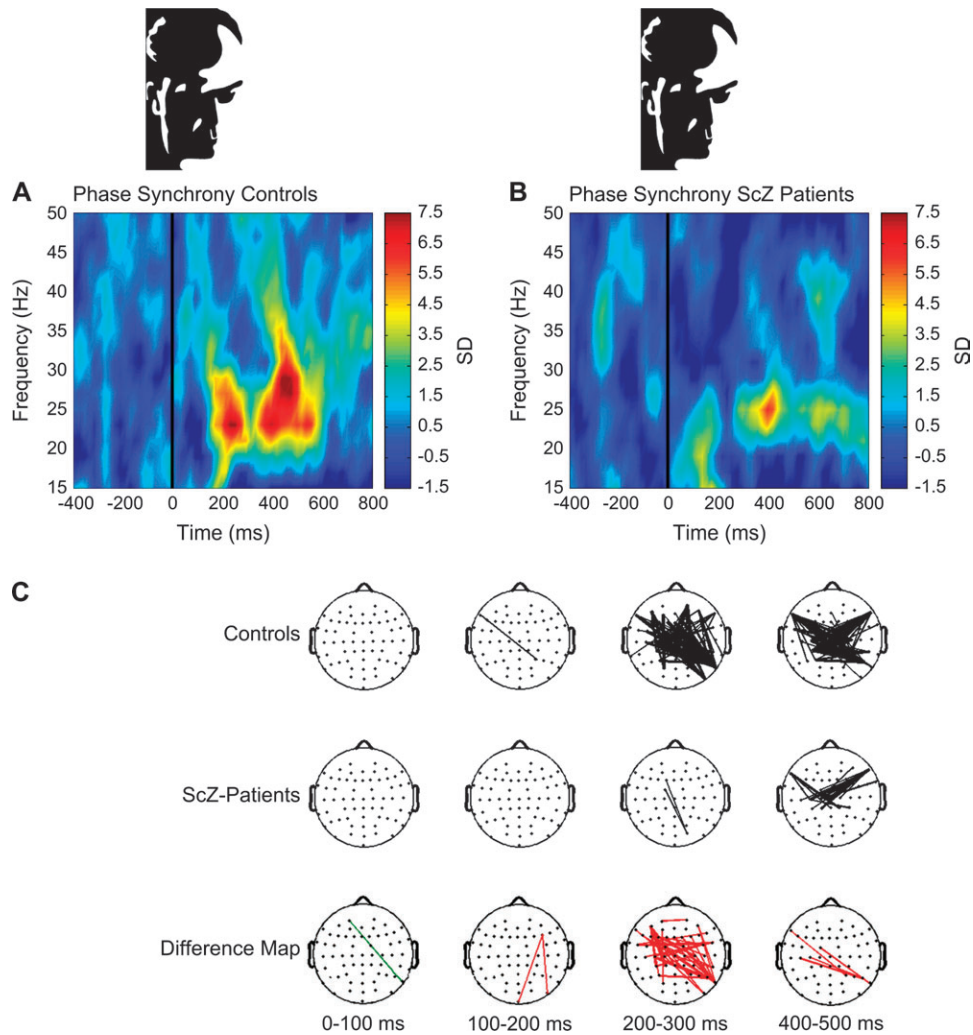 A Phase Synchrony Controls
50
45
40
35
30
25
20
15
Frequency (Hz)
-400 -200 0 200 400 600 800
Time (ms)
7.5
6.5
5.5
4.5
3.5
2.5
1.5
0.5
-0.5
-1.5
SD
B Phase Synchrony ScZ Patients
50
45
40
35
30
25
20
15
Frequency (Hz)
-400 -200 0 200 400 600 800
Time (ms)
7.5
6.5
5.5
4.5
3.5
2.5
1.5
0.5
-0.5
-1.5
SD
C
Controls
ScZ-Patients
Difference Map
0-100 ms 100-200 ms 200-300 ms 400-500 ms